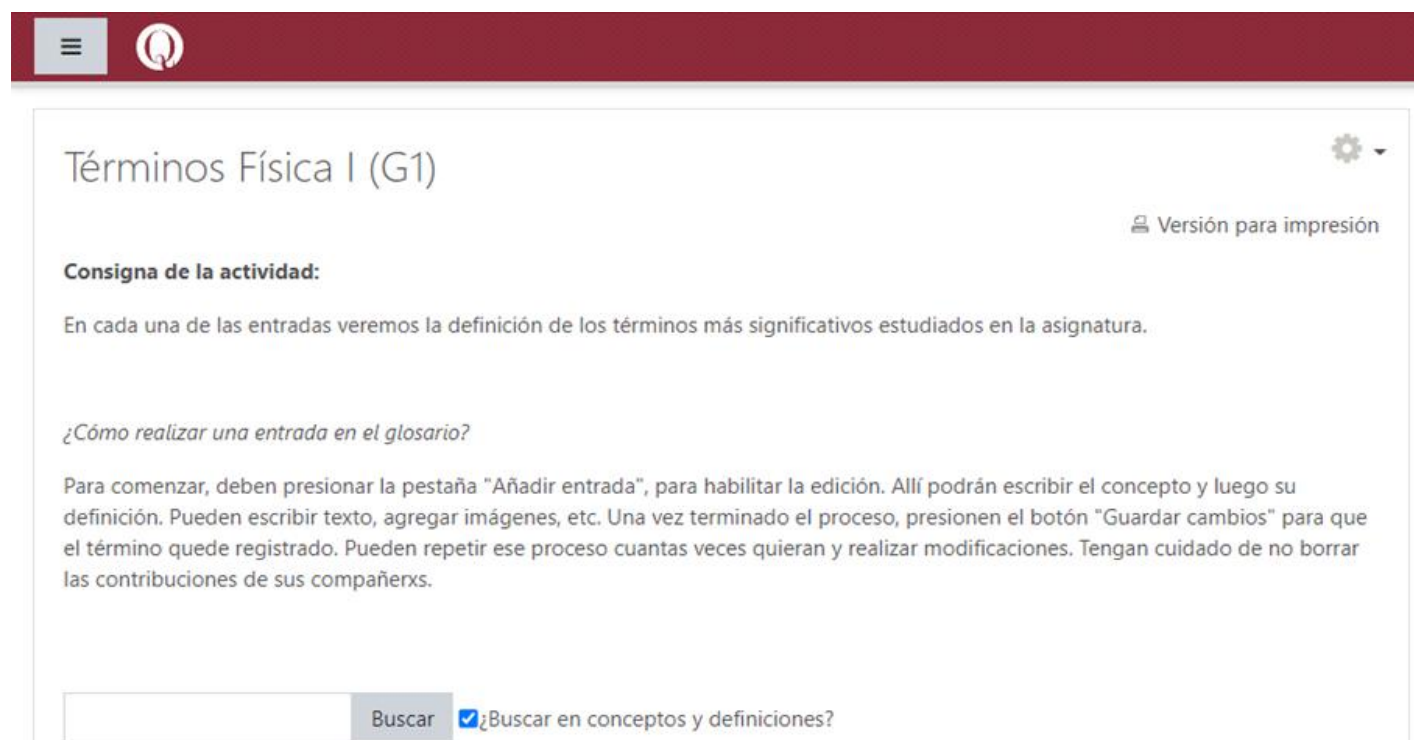 Términos Física I (G1)
Versión para impresión
Consigna de la actividad:
En cada una de las entradas veremos la definición de los términos más significativos estudiados en la asignatura.
¿Cómo realizar una entrada en el glosario?
Para comenzar, deben presionar la pestaña "Añadir entrada", para habilitar la edición. Allí podrán escribir el concepto y luego su
definición. Pueden escribir texto, agregar imágenes, etc. Una vez terminado el proceso, presionen el botón "Guardar cambios" para que
el término quede registrado. Pueden repetir ese proceso cuantas veces quieran y realizar modificaciones. Tengan cuidado de no borrar
las contribuciones de sus compañerxs.
Buscar ¿Buscar en conceptos y definiciones?